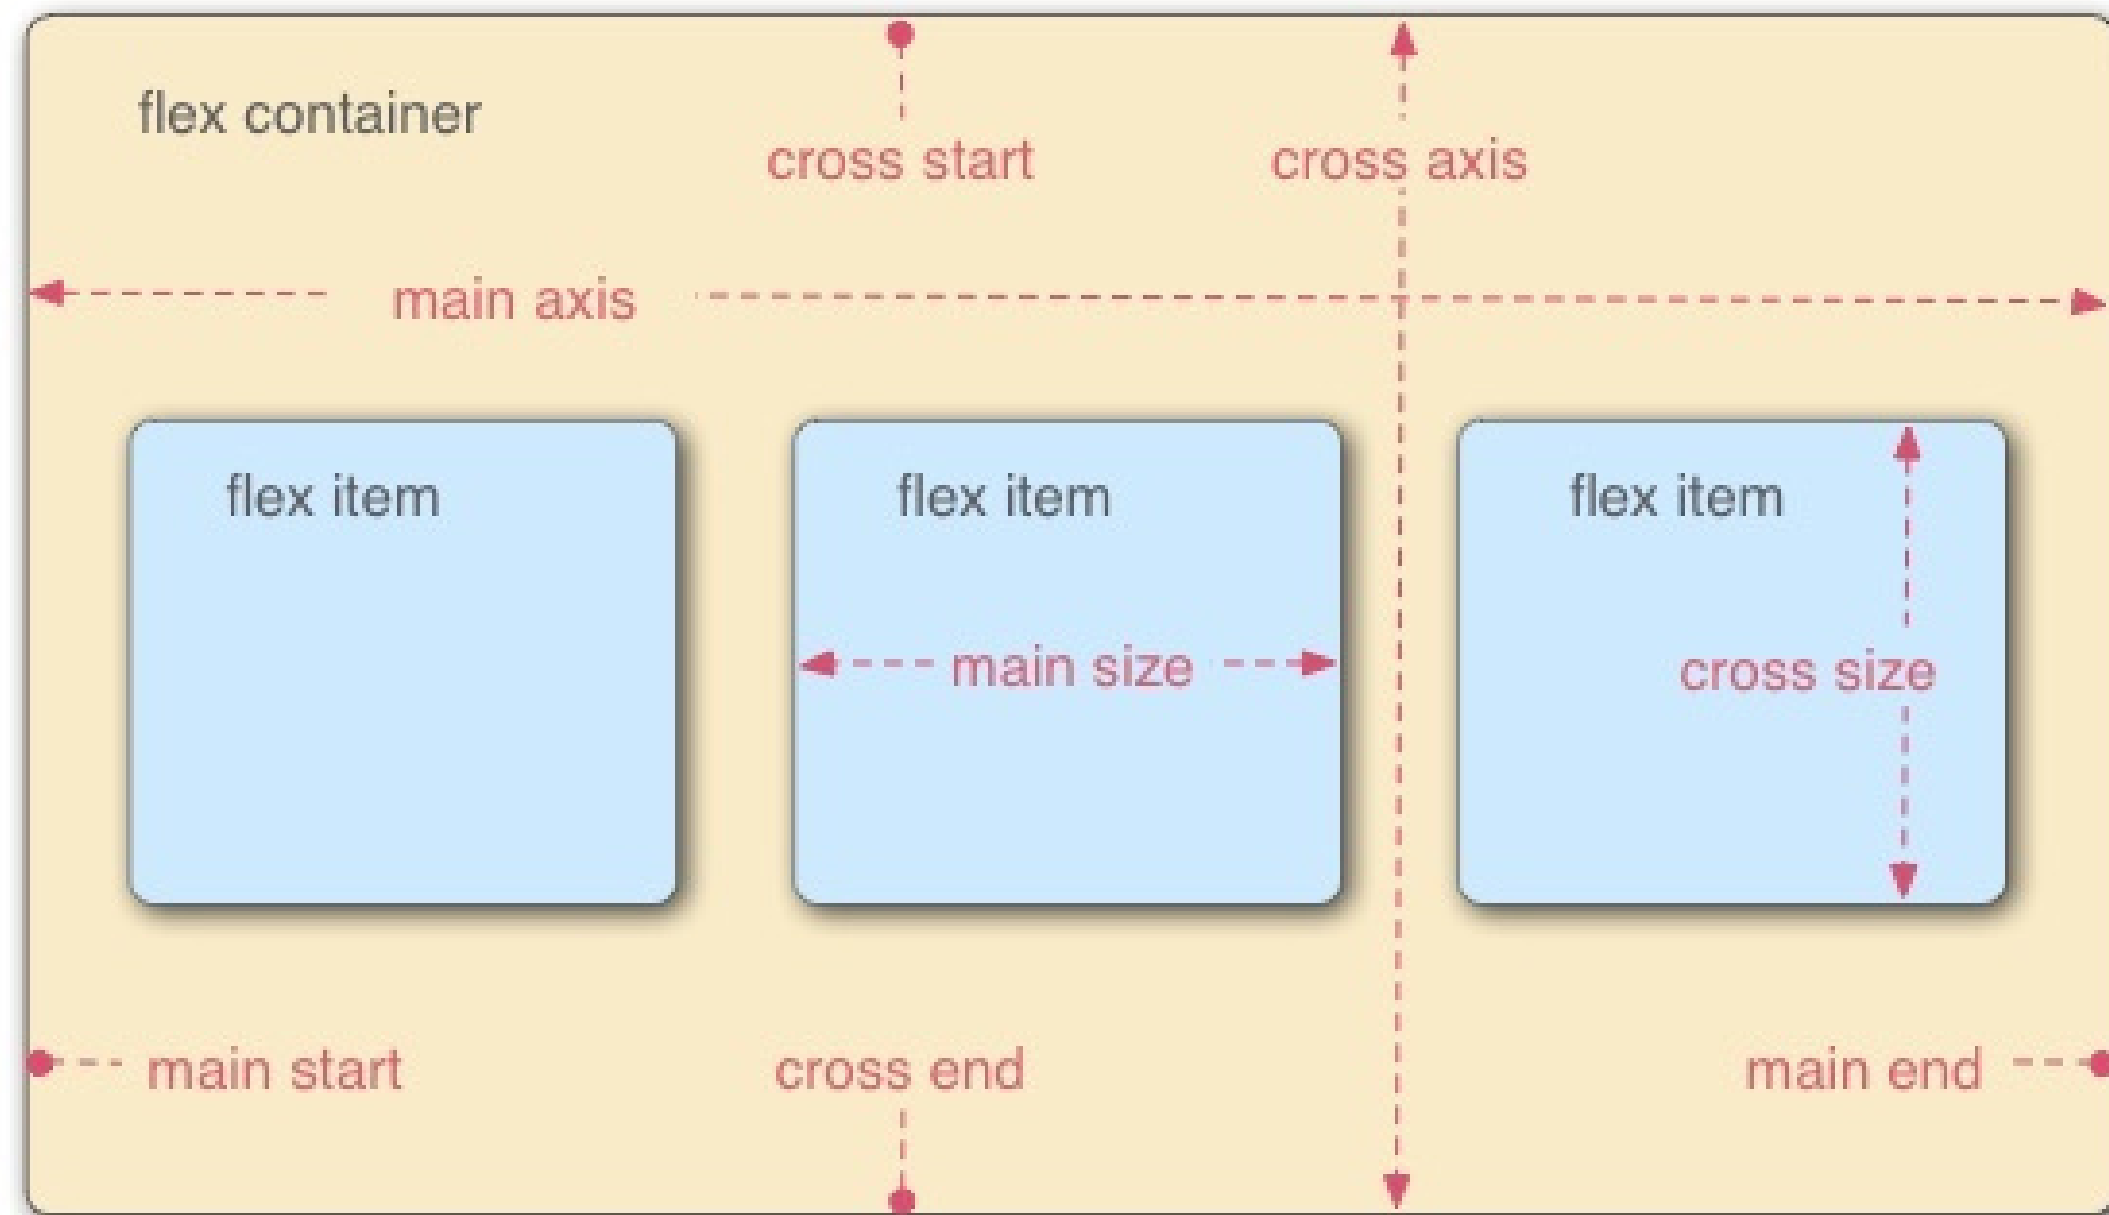 flex container
cross start
cross axis
main axis
flex item
flex item
flex item
main size
cross size
main start
cross end
main end